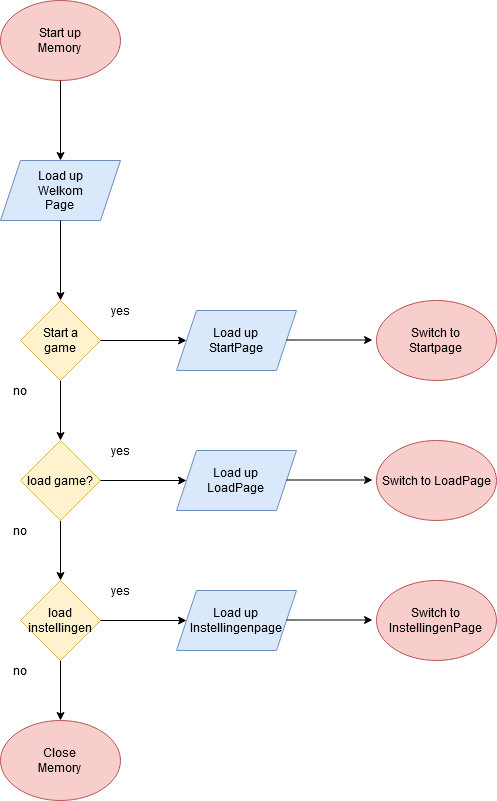 Start up
Memory
Load up
Welkom
Page
Start a
game
yes
Load up
StartPage
Switch to
Startpage
no
load game?
yes
Load up
LoadPage
Switch to LoadPage
no
load
instellingen
yes
Load up
Instellingenpage
Switch to
InstellingenPage
no
Close
Memory